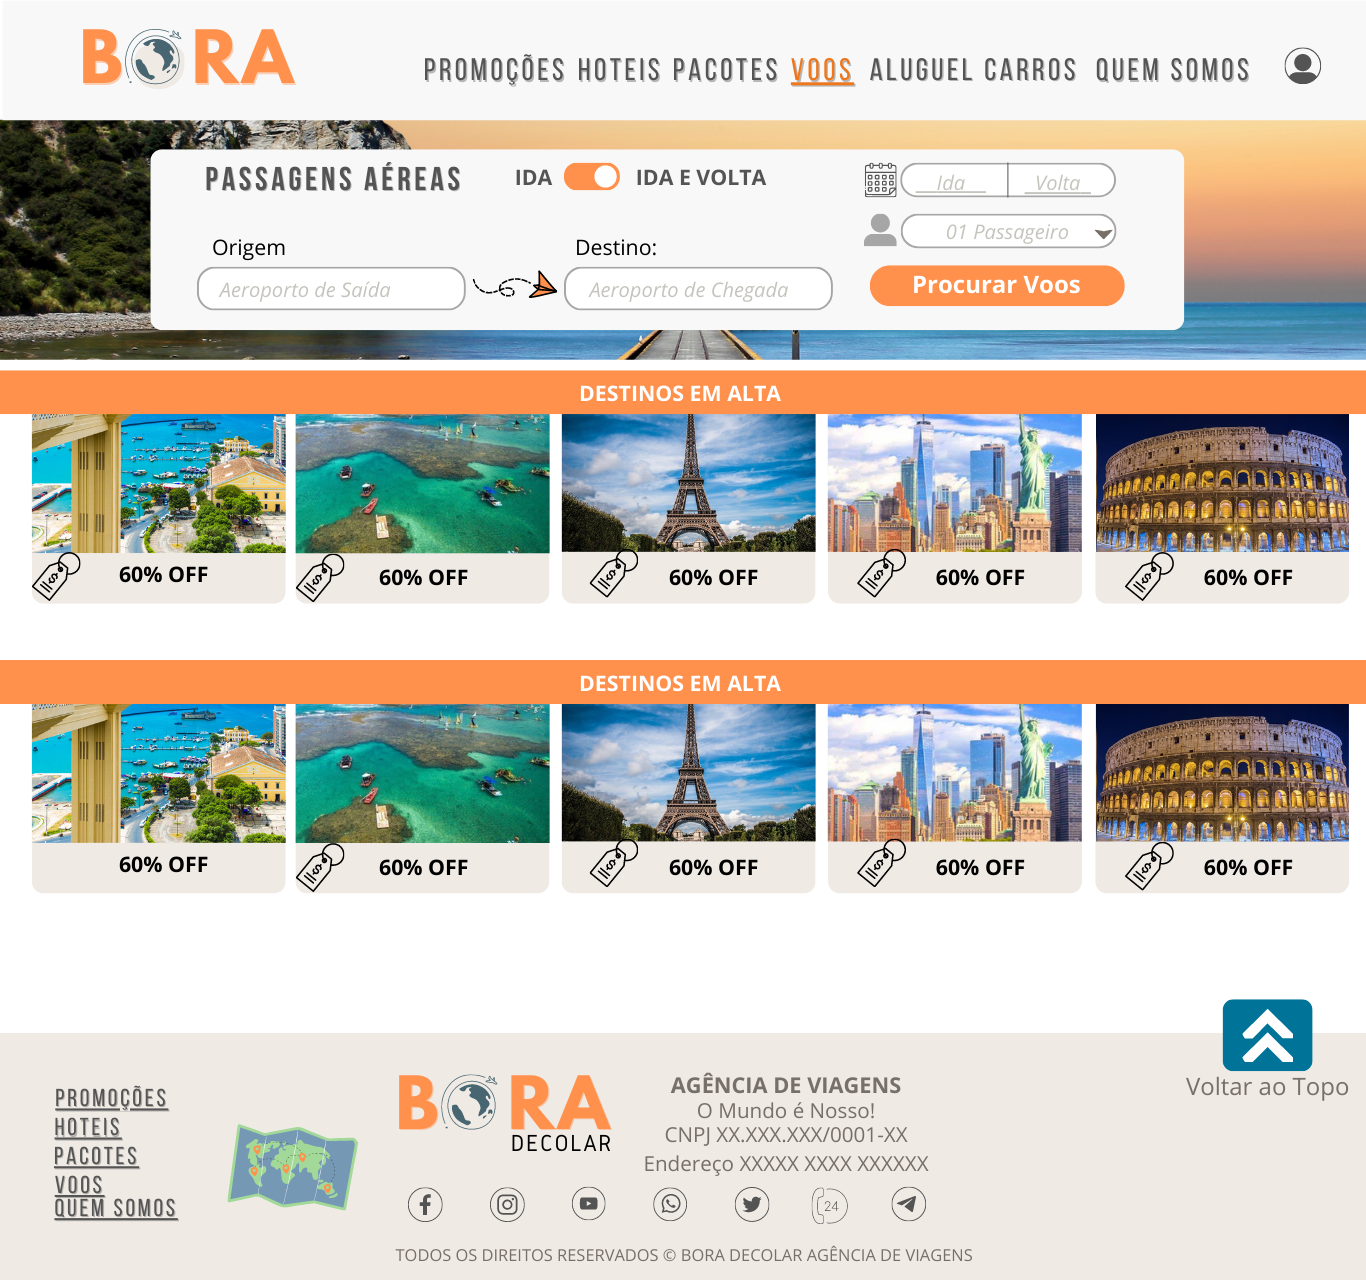 BORA
PROMOÇÕES HOTEIS PACOTES VOOS ALUGUEL CARROS QUEM SOMOS
PASSAGENS AÉREAS
IDA IDA E VOLTA
Ida Volta
01 Passageiro
Origem
Destino:
Aeroporto de Saída
Aeroporto de Chegada
Procurar Voos
DESTINOS EM ALTA
60% OFF
60% OFF
60% OFF
60% OFF
60% OFF
DESTINOS EM ALTA
60% OFF
60% OFF
60% OFF
60% OFF
60% OFF
Voltar ao Topo
PROMOÇÕES
HOTEIS
PACOTES
VOOS
QUEM SOMOS
BORA
DECOLAR
AGÊNCIA DE VIAGENS
O Mundo é Nosso!
CNPJ XX.XXX.XXX/0001-XX
Endereço XXXXX XXXX XXXXXX
24
TODOS OS DIREITOS RESERVADOS © BORA DECOLAR AGÊNCIA DE VIAGENS